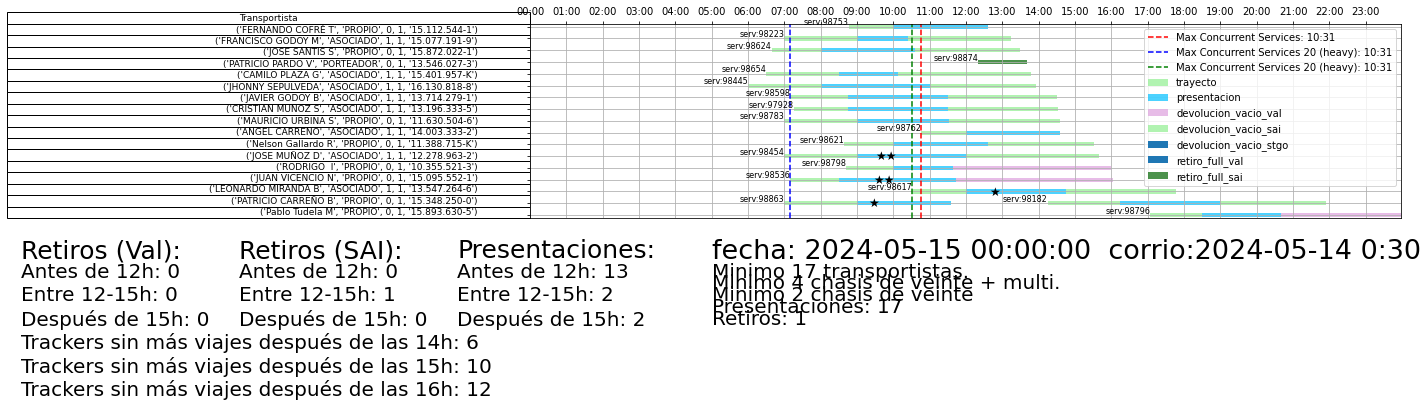 Transportista
00:00 01:00 02:00 03:00 04:00 05:00 06:00 07:00 08:00 09:00 10:00 11:00 12:00 13:00 14:00 15:00 16:00 17:00 18:00 19:00 20:00 21:00 22:00 23:00
('FERNANDO COFRÉ T', 'PROPIO', 0, 1, '15.112.544-1') serv:98753
('FRANCISCO GODOY M', 'ASOCIADO', 1, 1, '15.077.191-9') serv:98223
('JOSE SANTIS S', 'PROPIO', 0, 1, '15.872.022-1') serv:98624
('PATRICIO PARDO V', 'PORTEADOR', 0, 1, '13.546.027-3') serv:98874
('CAMILO PLAZA G', 'ASOCIADO', 1, 1, '15.401.957-K') serv:98654
('JHONNY SEPULVEDA', 'ASOCIADO', 1, 1, '16.130.818-8') serv:98445
('JAVIER GODOY B', 'ASOCIADO', 1, 1, '13.714.279-1') serv:98598
('CRISTIAN MUÑOZ S', 'ASOCIADO', 1, 1, '13.196.333-5') serv:97928
('MAURICIO URBINA S', 'PROPIO', 0, 1, '11.630.504-6') serv:98783
('ANGEL CARREÑO', 'ASOCIADO', 1, 1, '14.003.333-2') serv:98762
('Nelson Gallardo R', 'PROPIO', 0, 1, '11.388.715-K') serv:98621
('JOSE MUÑOZ D', 'ASOCIADO', 1, 1, '12.278.963-2') serv:98454
('RODRIGO I', 'PROPIO', 0, 1, '10.355.521-3') serv:98798
('JUAN VICENCIO N', 'PROPIO', 0, 1, '15.095.552-1') serv:98536
('LEONARDO MIRANDA B', 'ASOCIADO', 1, 1, '13.547.264-6') serv:98617
('PATRICIO CARREÑO B', 'PROPIO', 0, 1, '15.348.250-0') serv:98863 serv:98182
('Pablo Tudela M', 'PROPIO', 0, 1, '15.893.630-5') serv:98796
Max Concurrent Services: 10:31
Max Concurrent Services 20 (heavy): 10:31
Max Concurrent Services 20 (heavy): 10:31
trayecto
presentacion
devolucion_vacio_val
devolucion_vacio_sai
devolucion_vacio_stgo
retiro_full_val
retiro_full_sai
Retiros (Val):
Antes de 12h: 0
Entre 12-15h: 0
Después de 15h: 0
Retiros (SAI):
Antes de 12h: 0
Entre 12-15h: 1
Después de 15h: 0
Presentaciones:
Antes de 12h: 13
Entre 12-15h: 2
Después de 15h: 2
Trackers sin más viajes después de las 14h: 6
Trackers sin más viajes después de las 15h: 10
Trackers sin más viajes después de las 16h: 12
fecha: 2024-05-15 00:00:00 corrio:2024-05-14 0:30
Minimo 17 transportistas.
Minimo 4 chasis de veinte + multi.
Minimo 2 chasis de veinte
Presentaciones: 17
Retiros: 1